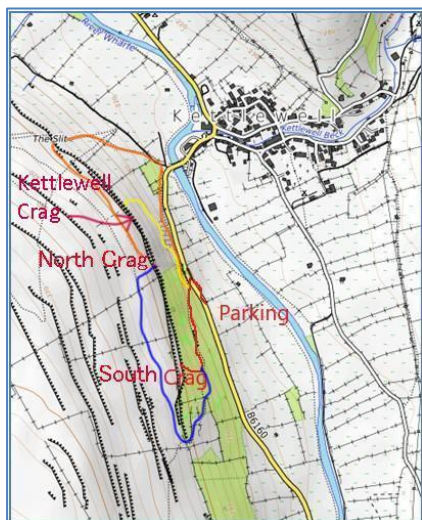 River Wharfe
Kettlewell
Kettlewell Beck
The Slit
Kettlewell
Crag
North Crag
Parking
South Crag
B6160